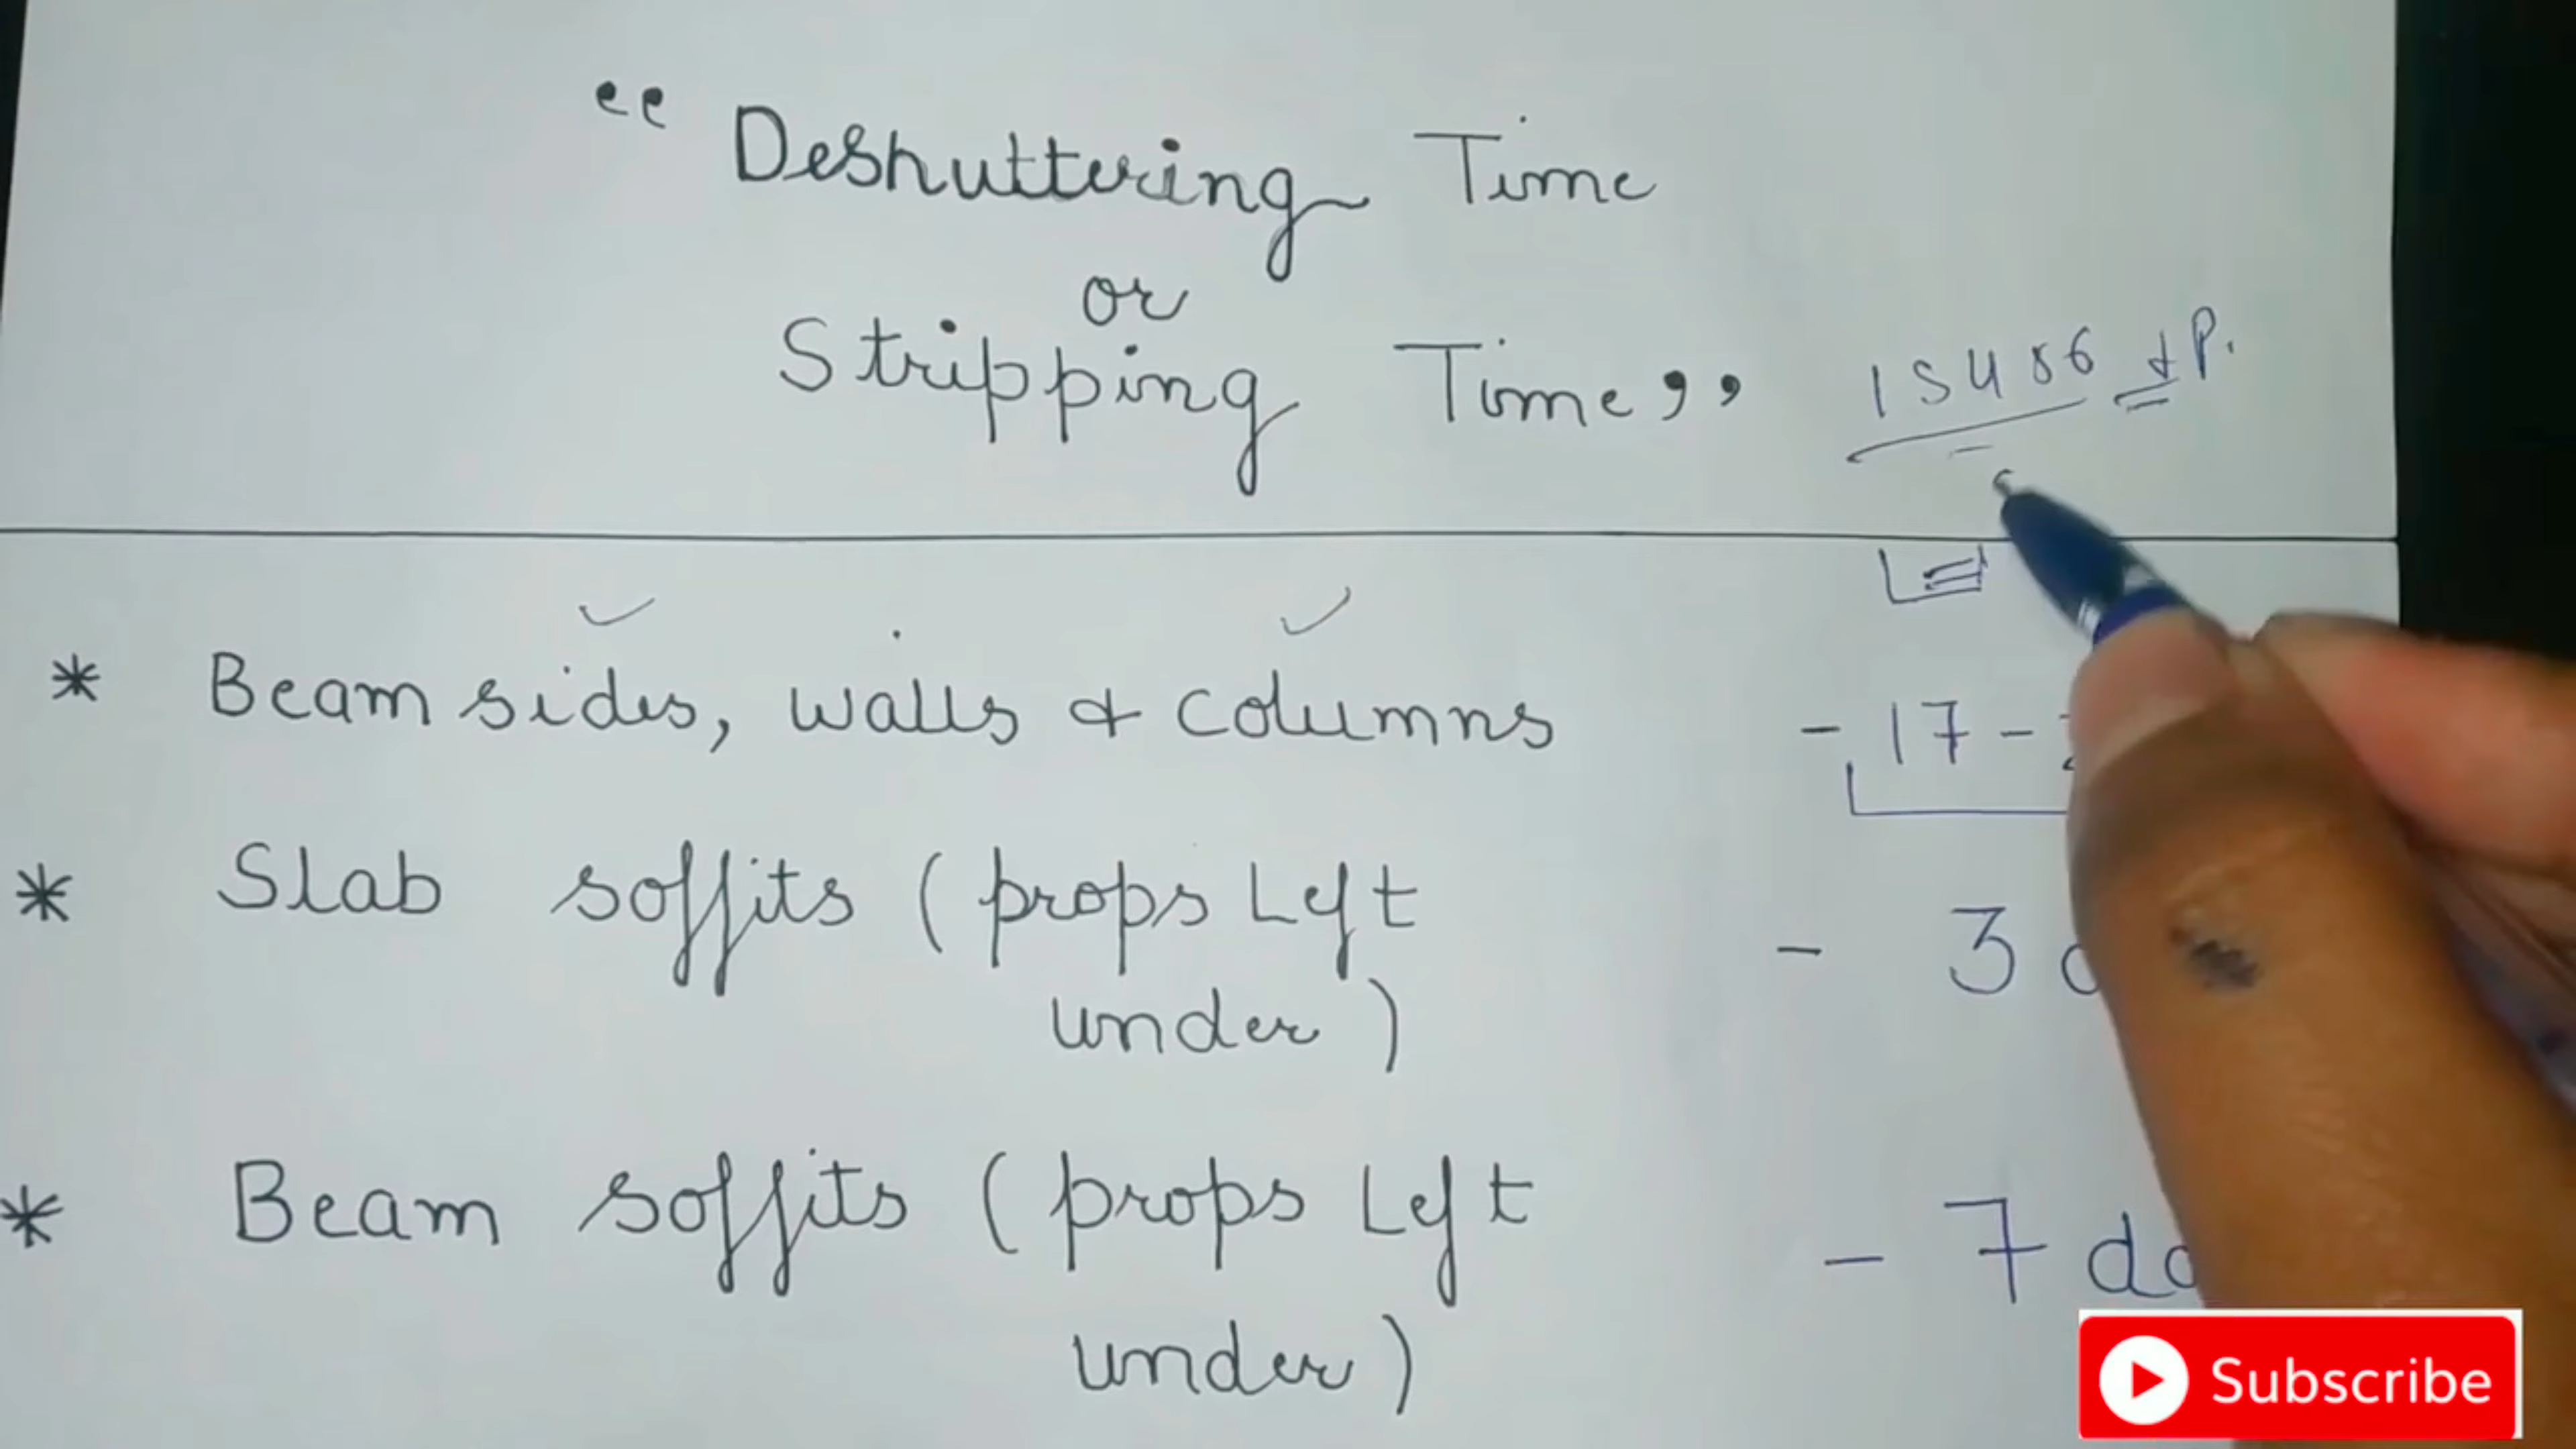 “ Deshuttering Time
or
Stripping Time ”
IS 456 & P.
* Beam sides, walls & columns - 17 -
* Slab soffits ( props Left - 3 d
under )
* Beam soffits ( props Left - 7 da
under )
Subscribe